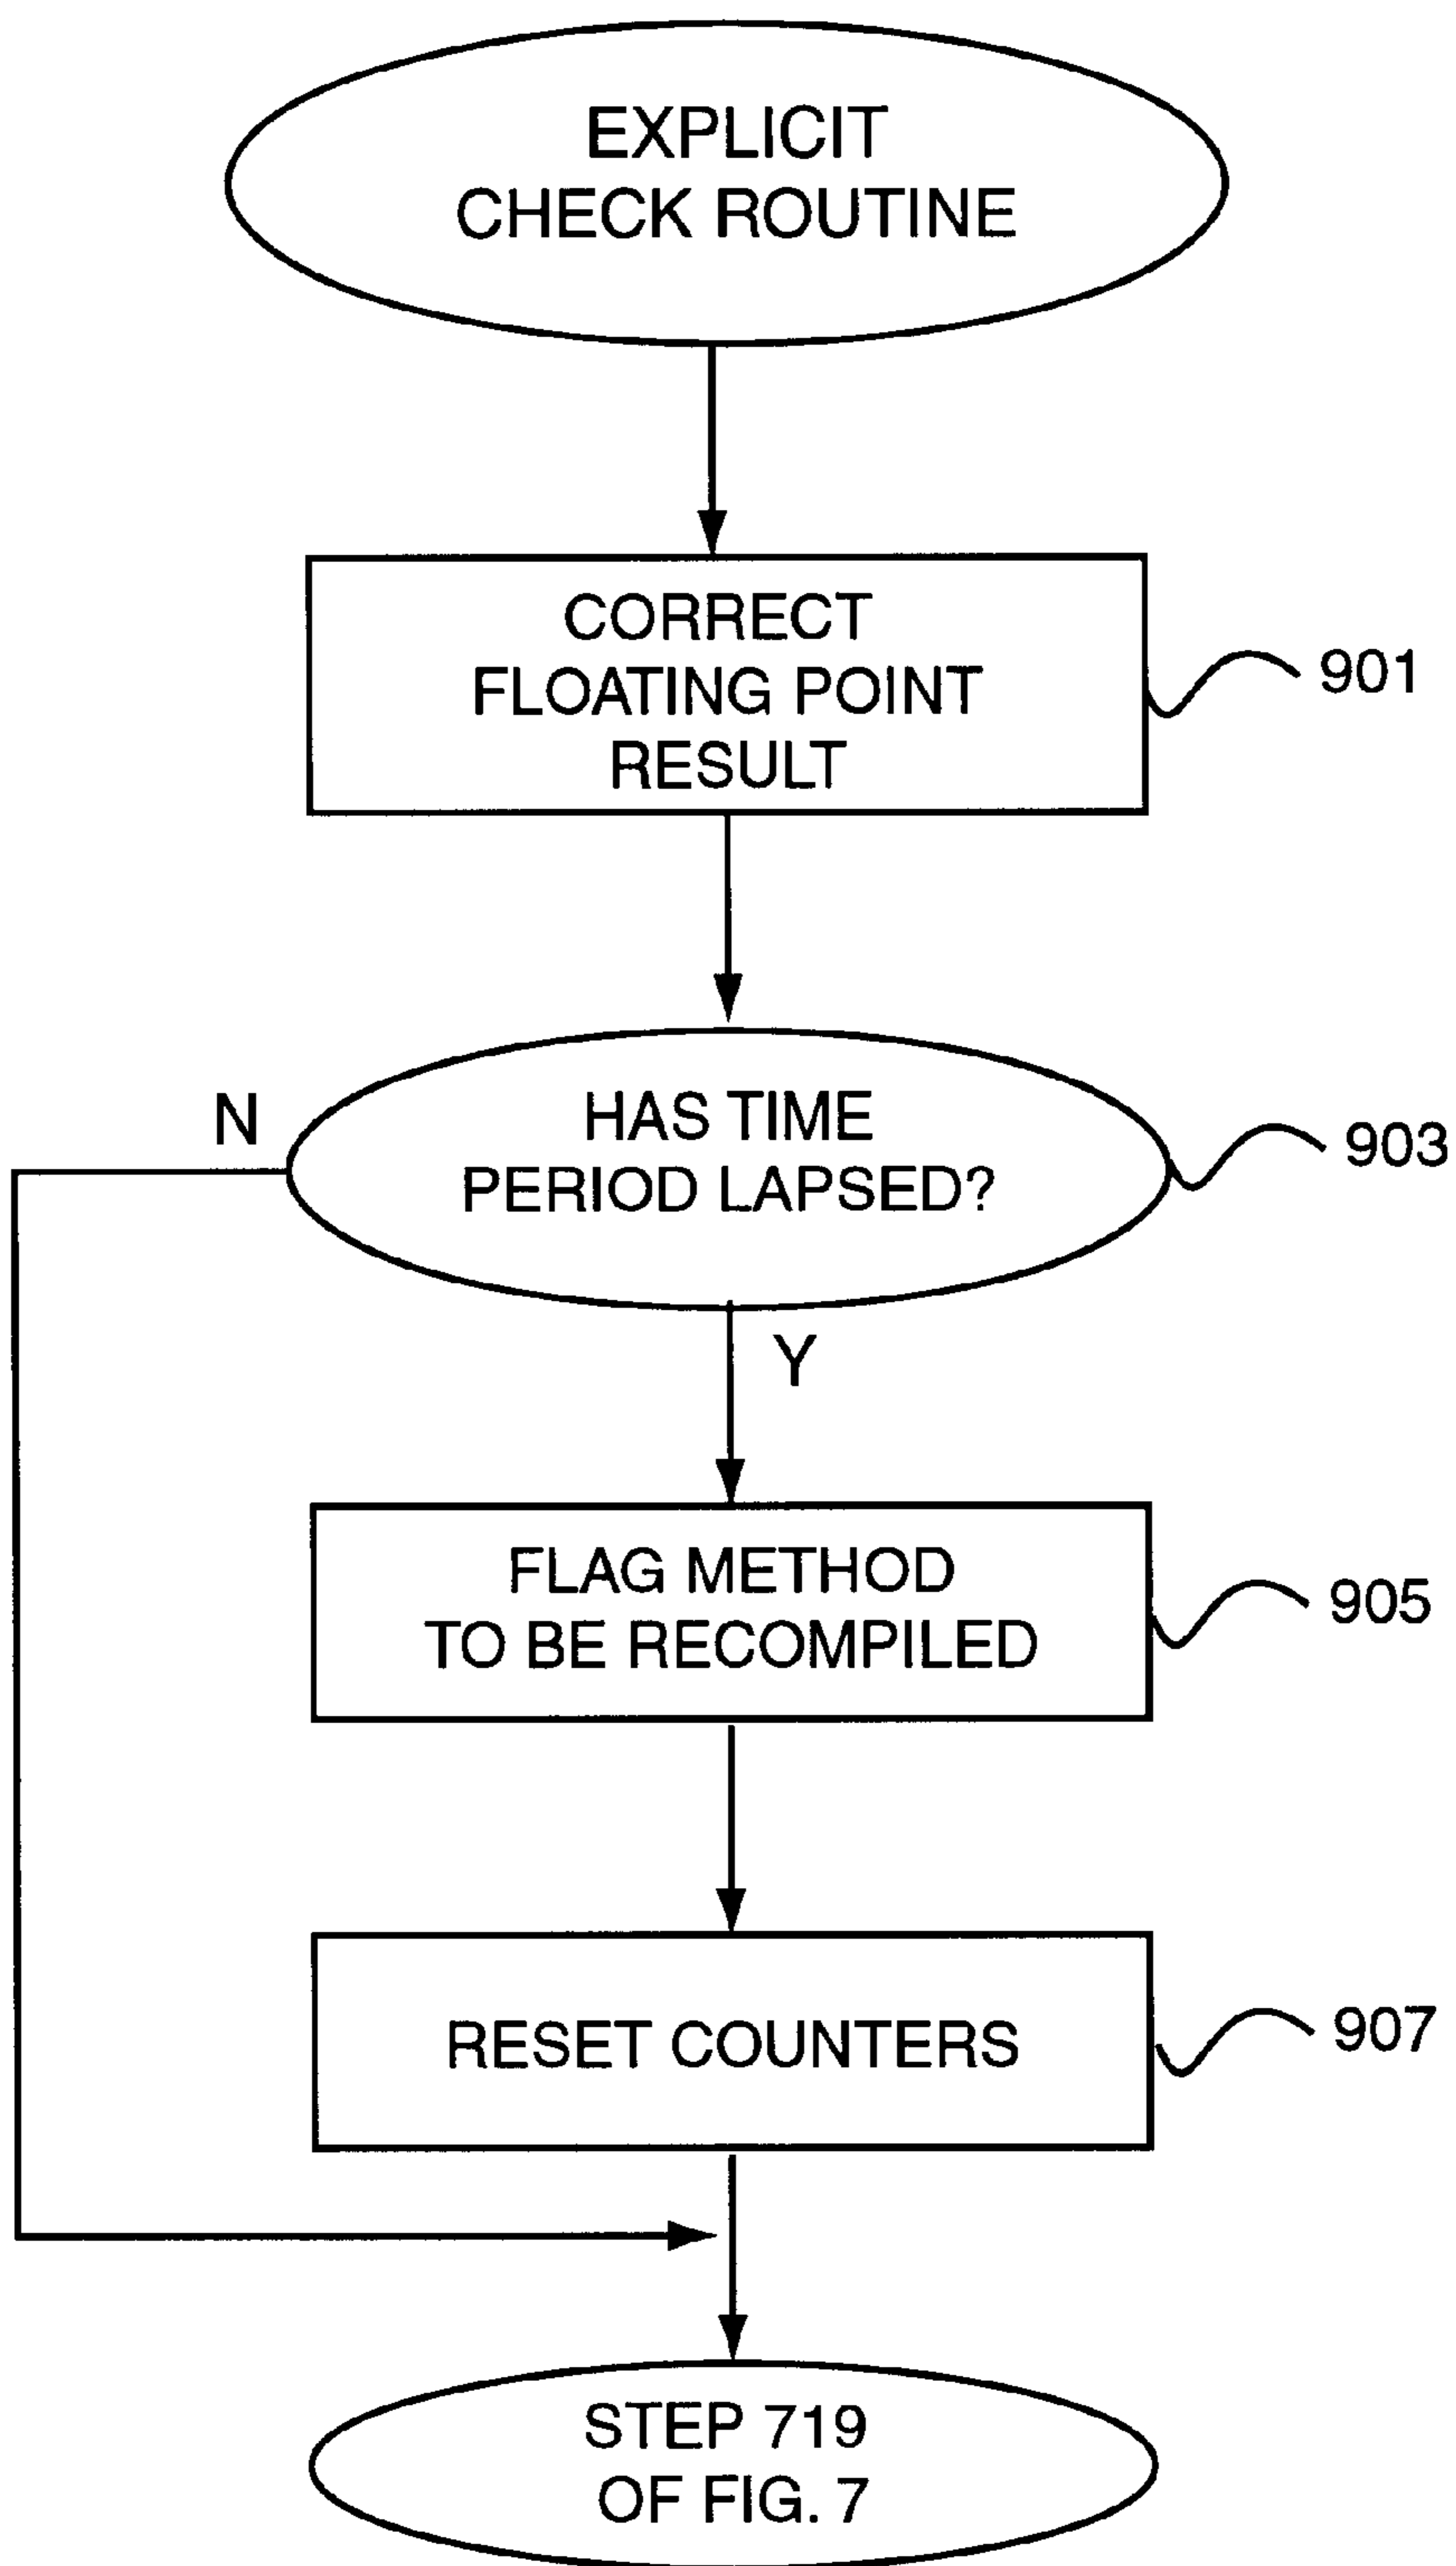 EXPLICIT
CHECK ROUTINE
CORRECT
FLOATING POINT
RESULT
901
N
HAS TIME
PERIOD LAPSED?
903
Y
FLAG METHOD
TO BE RECOMPILED
905
RESET COUNTERS
907
STEP 719
OF FIG. 7